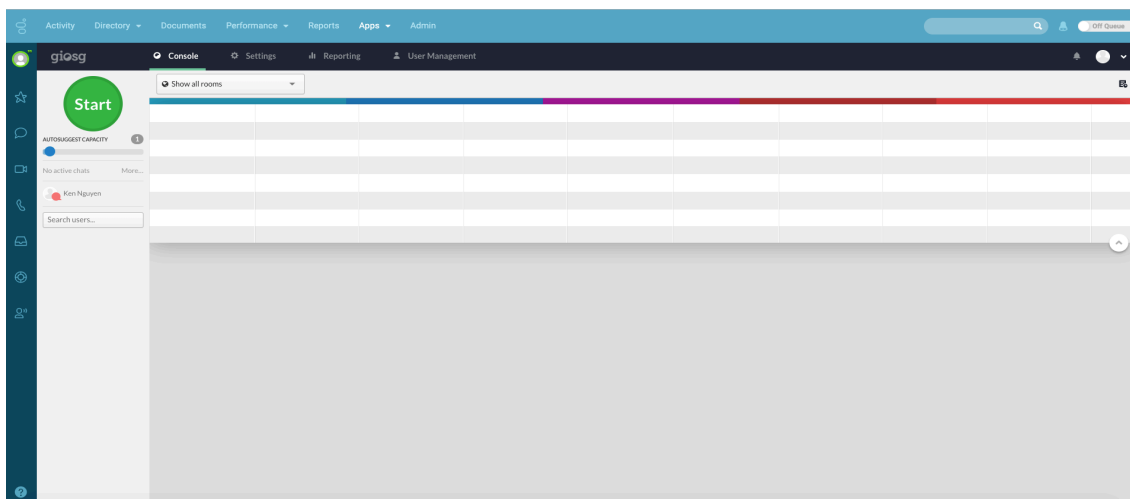 Activity Directory Documents Performance Reports Apps Admin Off Queue
giosg Console Settings Reporting User Management
Show all rooms
Start
AUTOSUGGEST CAPACITY 1
No active chats More...
Ken Nguyen
Search users...